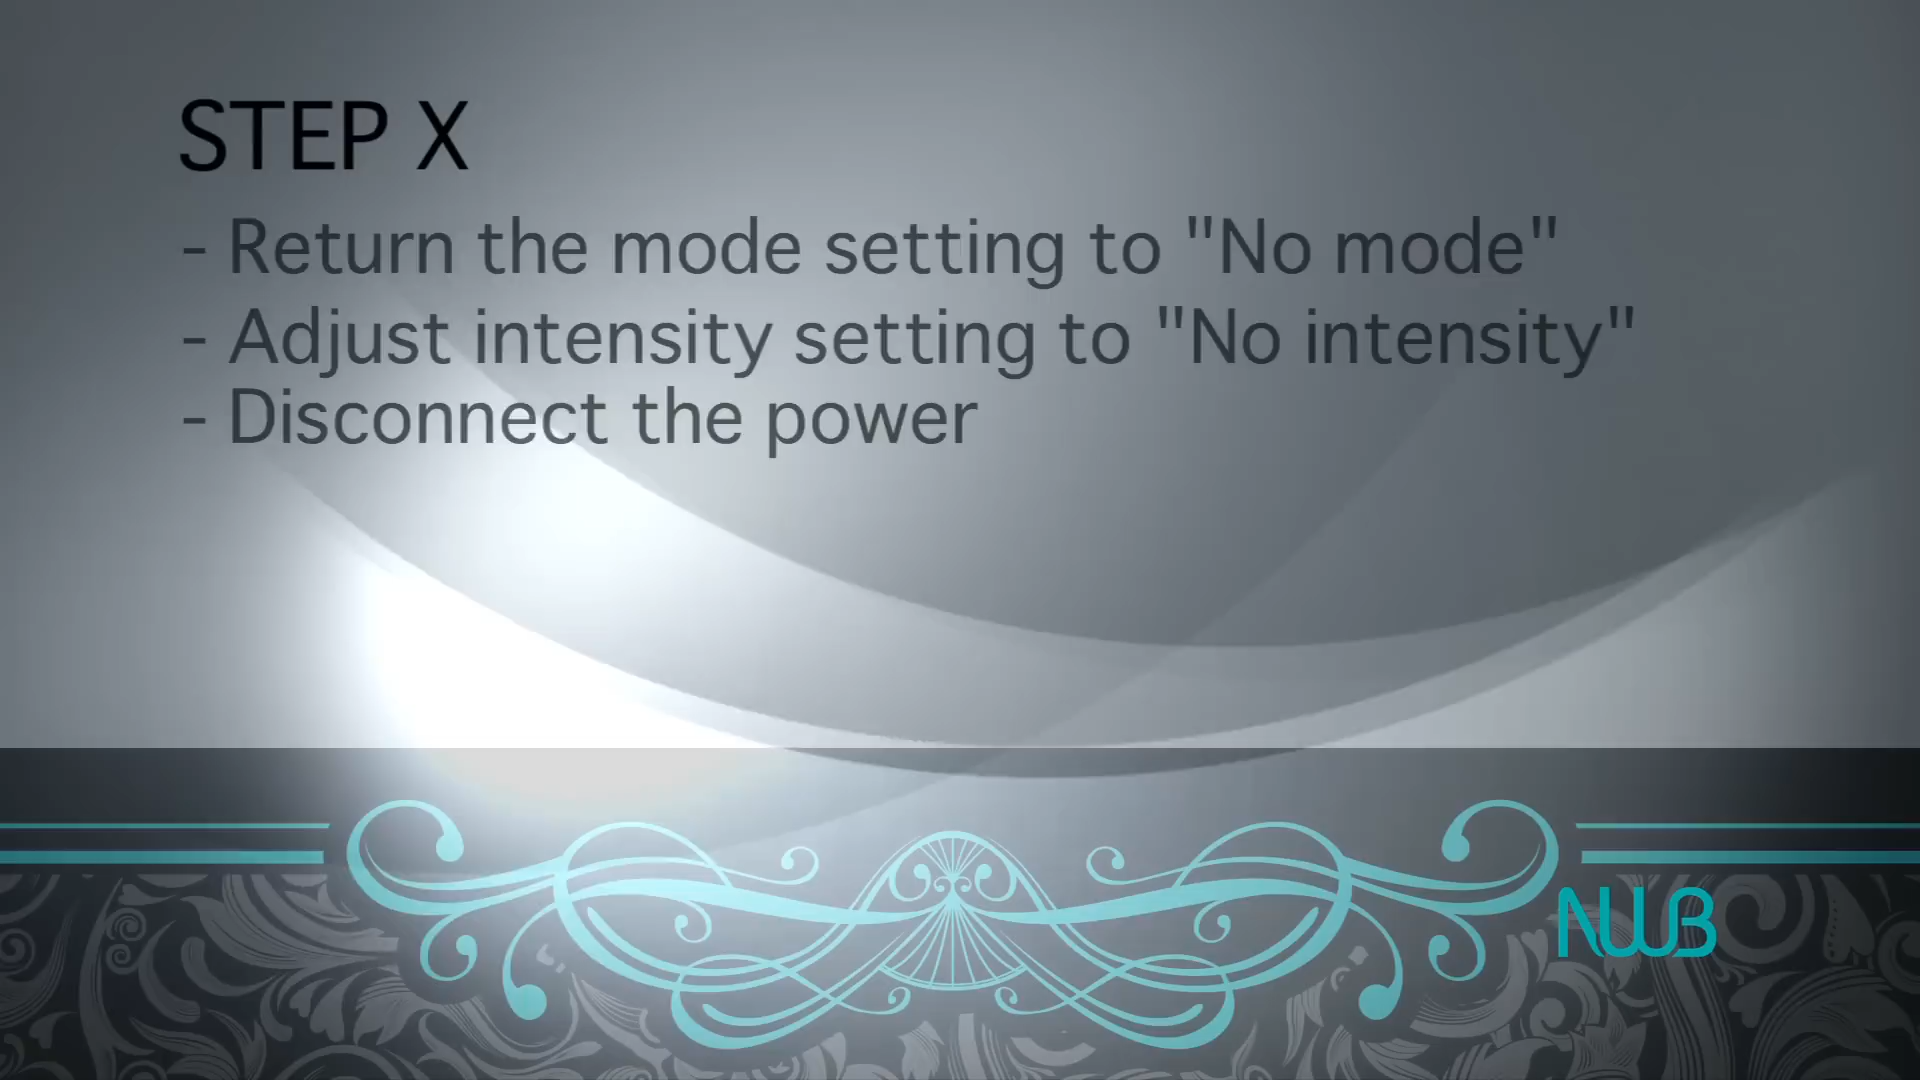 STEP X
- Return the mode setting to "No mode"
- Adjust intensity setting to "No intensity"
- Disconnect the power
NWB